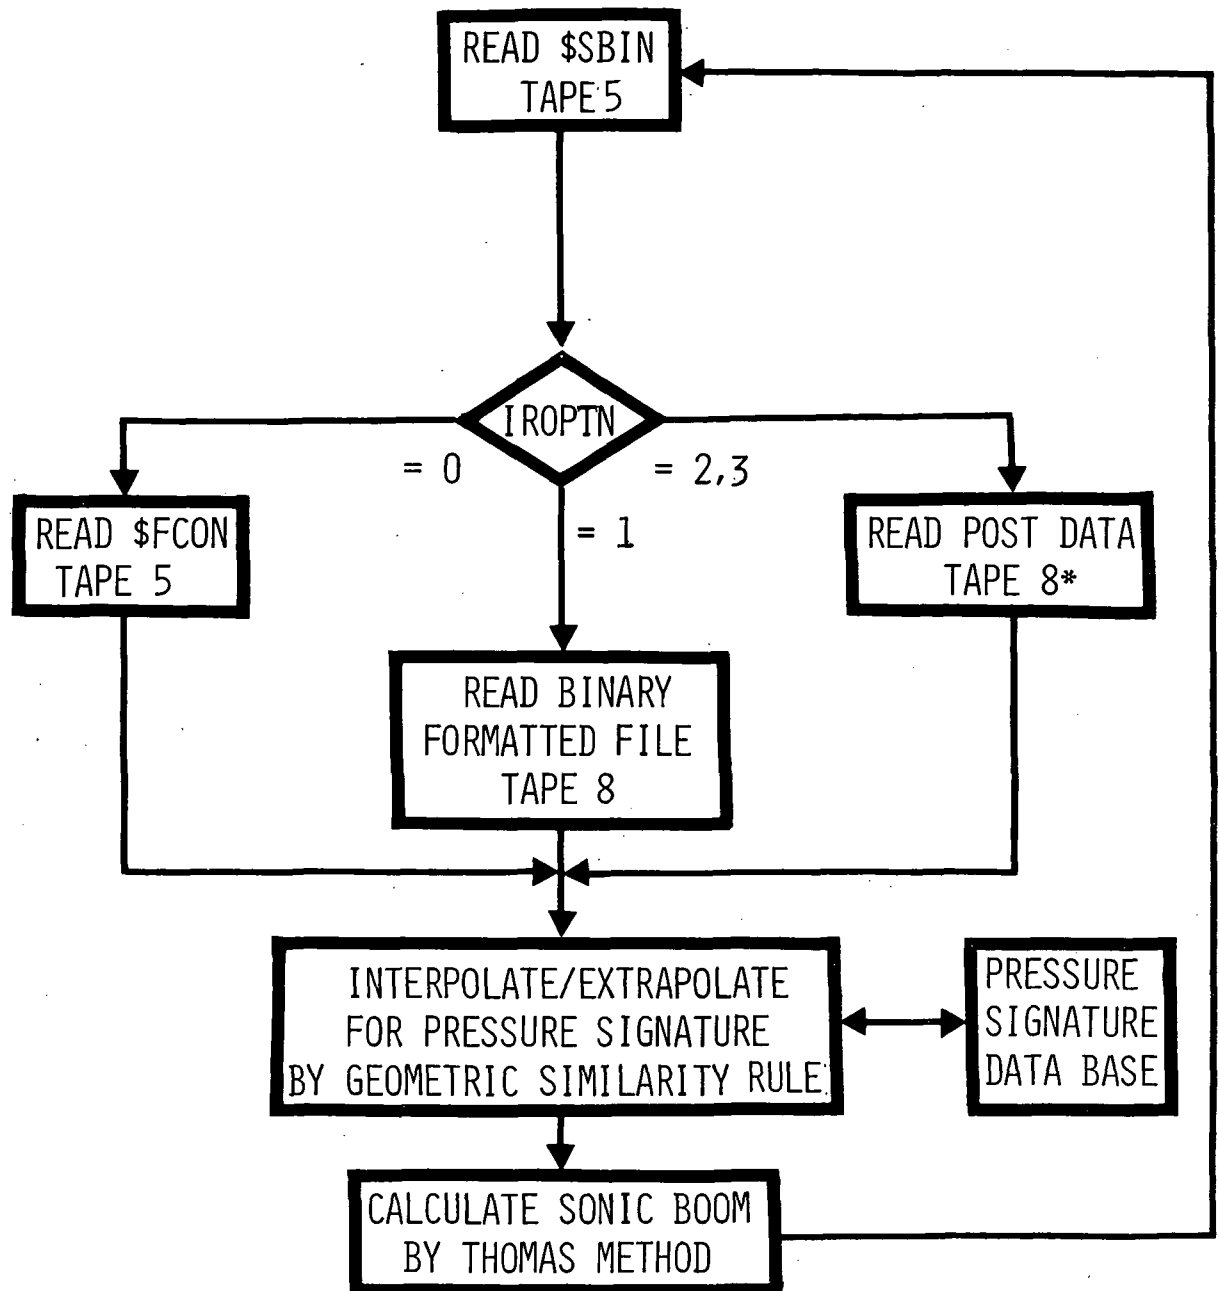 READ $SBIN
TAPE 5
IROPTN
= 0
= 2,3
= 1
READ $FCON
TAPE 5
READ POST DATA
TAPE 8*
READ BINARY
FORMATTED FILE
TAPE 8
INTERPOLATE/EXTRAPOLATE
FOR PRESSURE SIGNATURE
BY GEOMETRIC SIMILARITY RULE
PRESSURE
SIGNATURE
DATA BASE
CALCULATE SONIC BOOM
BY THOMAS METHOD